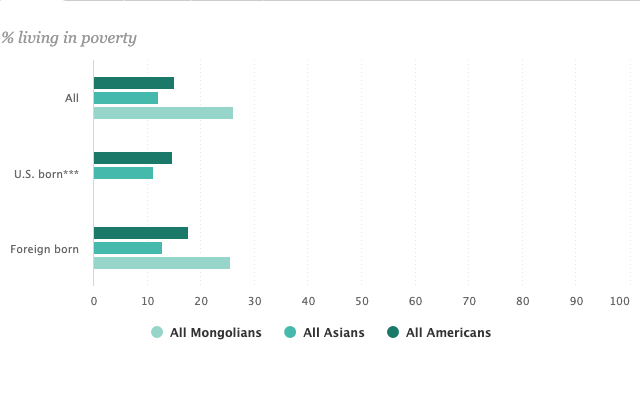 % living in poverty
All
U.S. born***
Foreign born
0 10 20 30 40 50 60 70 80 90 100
All Mongolians All Asians All Americans